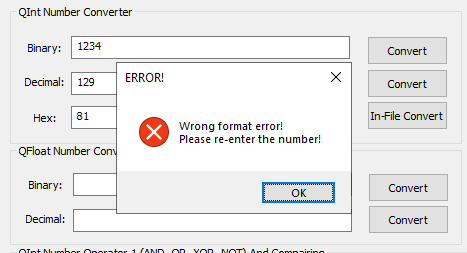 QInt Number Converter
Binary: 1234 Convert
ERROR!
Decimal: 129 Convert
Hex: 81 In-File Convert
Wrong format error!
Please re-enter the number!
QFloat Number Conv
Binary: Convert
OK
Decimal: Convert
QInt Number Operator 1 (AND, OR, XOR, NOT) And Comparing